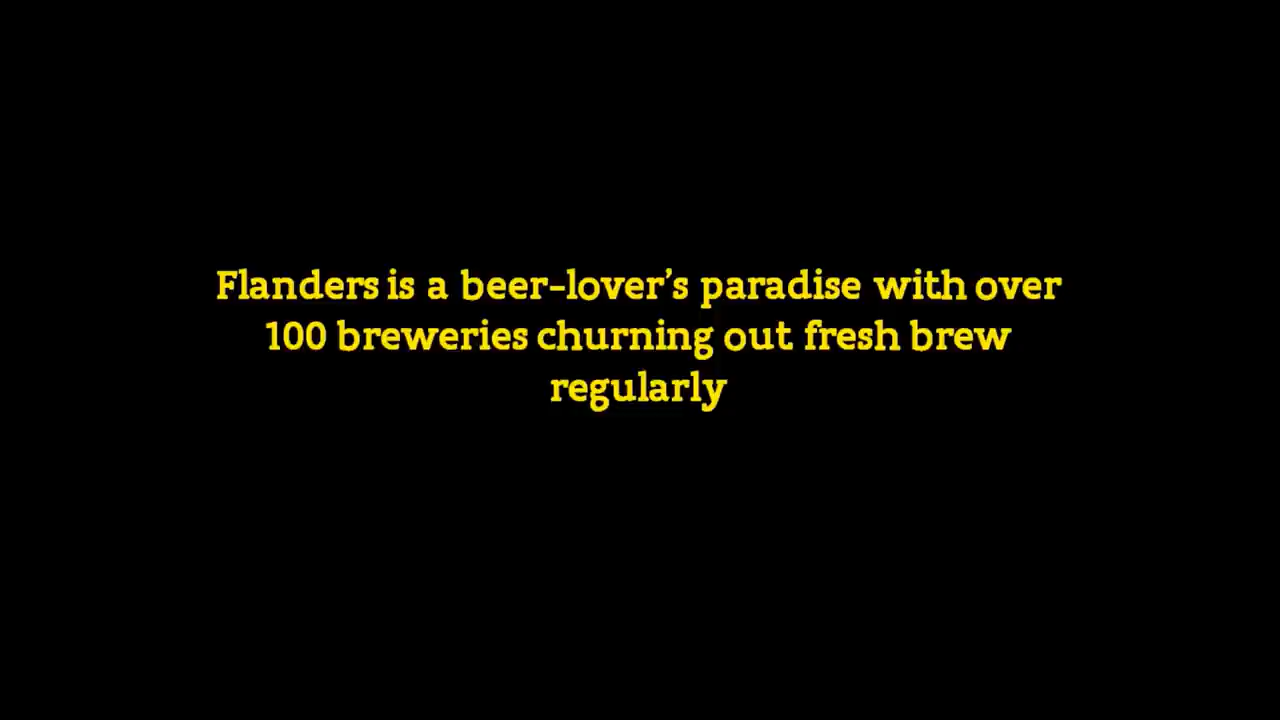 Flanders is a beer-lover’s paradise with over
100 breweries churning out fresh brew
regularly